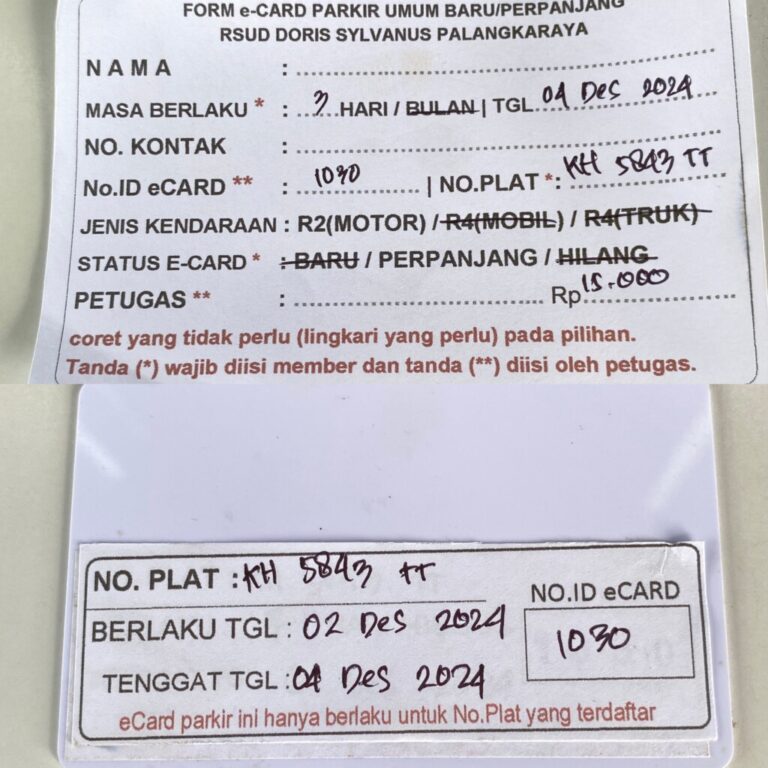 FORM e-CARD PARKIR UMUM BARU/PERPANJANG
RSUD DORIS SYLVANUS PALANGKARAYA
NAMA :
MASA BERLAKU * : 3 HARI / BULAN | TGL 04 Des 2024
NO. KONTAK :
No.ID eCARD ** : 1030 | NO.PLAT *: KH 5843 TT
JENIS KENDARAAN : R2(MOTOR) / R4(MOBIL) / R4(TRUK)
STATUS E-CARD * : BARU / PERPANJANG / HILANG
PETUGAS ** : Rp 15.000
coret yang tidak perlu (lingkari yang perlu) pada pilihan.
Tanda (*) wajib diisi member dan tanda (**) diisi oleh petugas.
NO. PLAT : KH 5843 TT
BERLAKU TGL : 02 Des 2024
TENGGAT TGL : 04 Des 2024
NO.ID eCARD
1030
eCard parkir ini hanya berlaku untuk No.Plat yang terdaftar